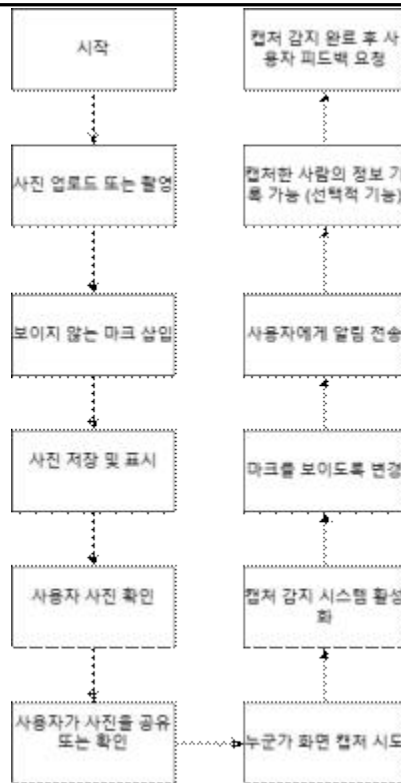 시작
사진 업로드 또는 촬영
보이지 않는 마크 삽입
사진 저장 및 표시
사용자 사진 확인
사용자가 사진을 공유
또는 확인
누군가 화면 캡처 시도
캡처 감지 시스템 활성
화
마크를 보이도록 변경
사용자에게 알림 전송
캡처한 사람의 정보 기
록 가능 (선택적 기능)
캡처 감지 완료 후 사
용자 피드백 요청